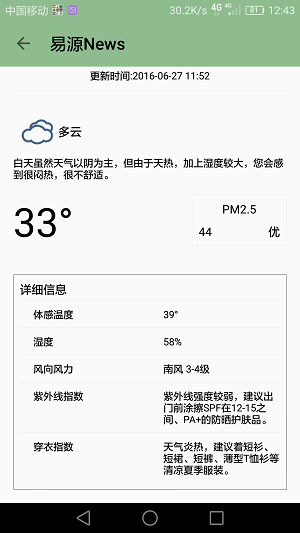 中国移动 30.2K/s 4G 4G 81 12:43
易源News
更新时间:2016-06-27 11:52
多云
白天虽然天气以阴为主，但由于天热，加上湿度较大，您会感
到很闷热，很不舒适。
33°
PM2.5
44 优
详细信息
体感温度 39°
湿度 58%
风向风力 南风 3-4级
紫外线指数 紫外线强度较弱，建议出
门前涂擦SPF在12-15之
间、PA+的防晒护肤品。
穿衣指数 天气炎热，建议着短衫、
短裙、短裤、薄型T恤衫等
清凉夏季服装。